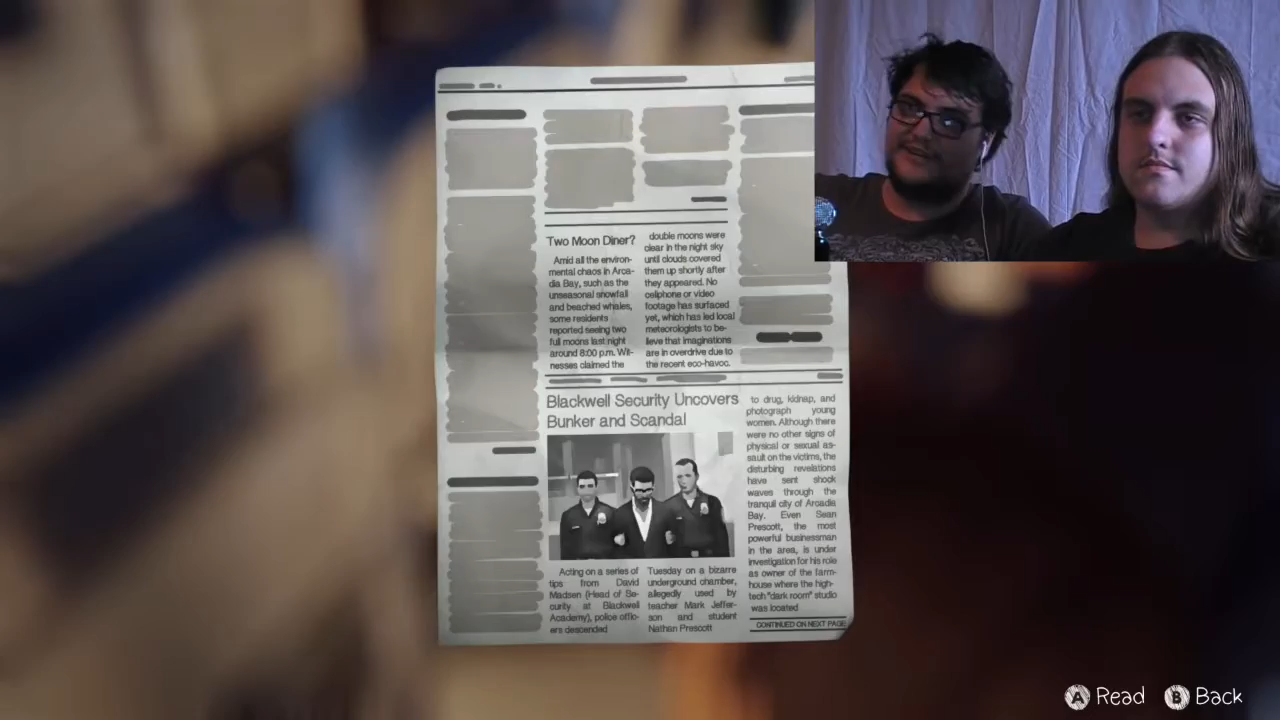 Two Moon Diner?
Amid all the environ-
mental chaos in Arca-
dia Bay, such as the
unseasonal snowfall
and beached whales,
some residents
reported seeing two
full moons last night
around 8:00 p.m. Wit-
nesses claimed the
double moons were
clear in the night sky
until clouds covered
them up shortly after
they appeared. No
cellphone or video
footage has surfaced
yet, which has led local
meteorologists to be-
lieve that imaginations
are in overdrive due to
the recent eco-havoc.
Blackwell Security Uncovers
Bunker and Scandal
Acting on a series of
tips from David
Madsen (Head of Se-
curity at Blackwell
Academy), police offic-
ers descended
Tuesday on a bizarre
underground chamber,
allegedly used by
teacher Mark Jeffer-
son and student
Nathan Prescott
to drug, kidnap, and
photograph young
women. Although there
were no other signs of
physical or sexual as-
sault on the victims, the
disturbing revelations
have sent shock
waves through the
tranquil city of Arcadia
Bay. Even Sean
Prescott, the most
powerful businessman
in the area, is under
investigation for his role
as owner of the farm-
house where the high-
tech "dark room" studio
was located
CONTINUED ON NEXT PAGE
A Read B Back